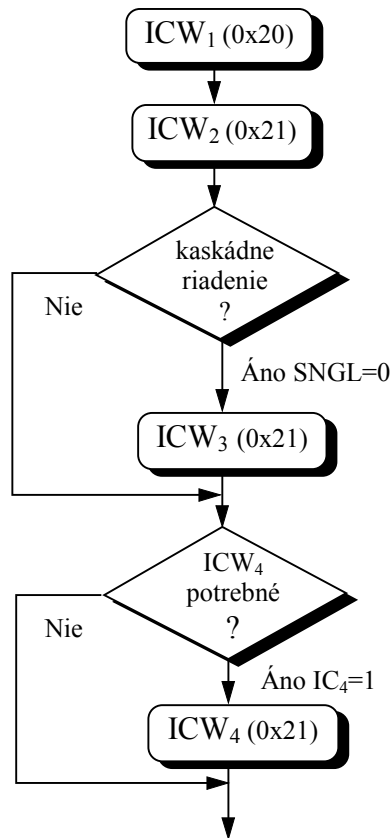 ICW₁ (0x20)
ICW₂ (0x21)
kaskádne
riadenie
?
Nie
Áno SNGL=0
ICW₃ (0x21)
ICW₄
potrebné
?
Nie
Áno IC₄=1
ICW₄ (0x21)